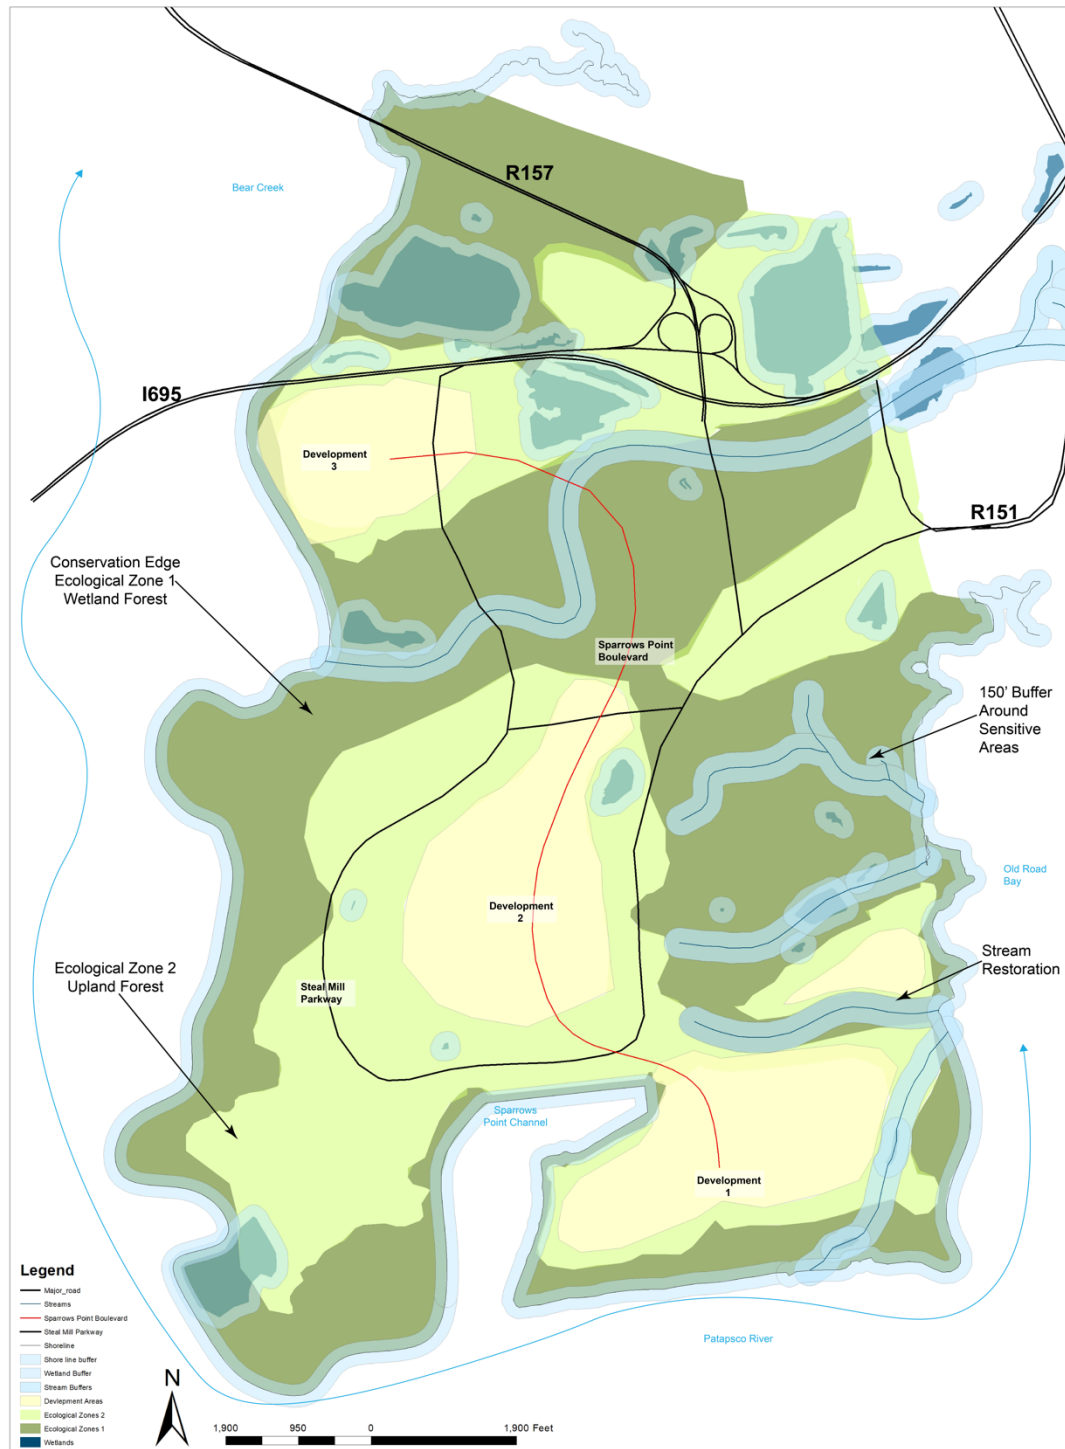 R157
Bear Creek
I695
Development
3
R151
Conservation Edge
Ecological Zone 1
Wetland Forest
Sparrows Point
Boulevard
150' Buffer
Around
Sensitive
Areas
Old Road
Bay
Development
2
Stream
Restoration
Ecological Zone 2
Upland Forest
Steal Mill
Parkway
Sparrows
Point Channel
Development
1
Patapsco River
Legend
Major_road
Streams
Sparrows Point Boulevard
Steal Mill Parkway
Shoreline
Shore line buffer
Wetland Buffer
Stream Buffers
Devlepment Areas
Ecological Zones 2
Ecological Zones 1
Wetlands
N
1,900 950 0 1,900 Feet